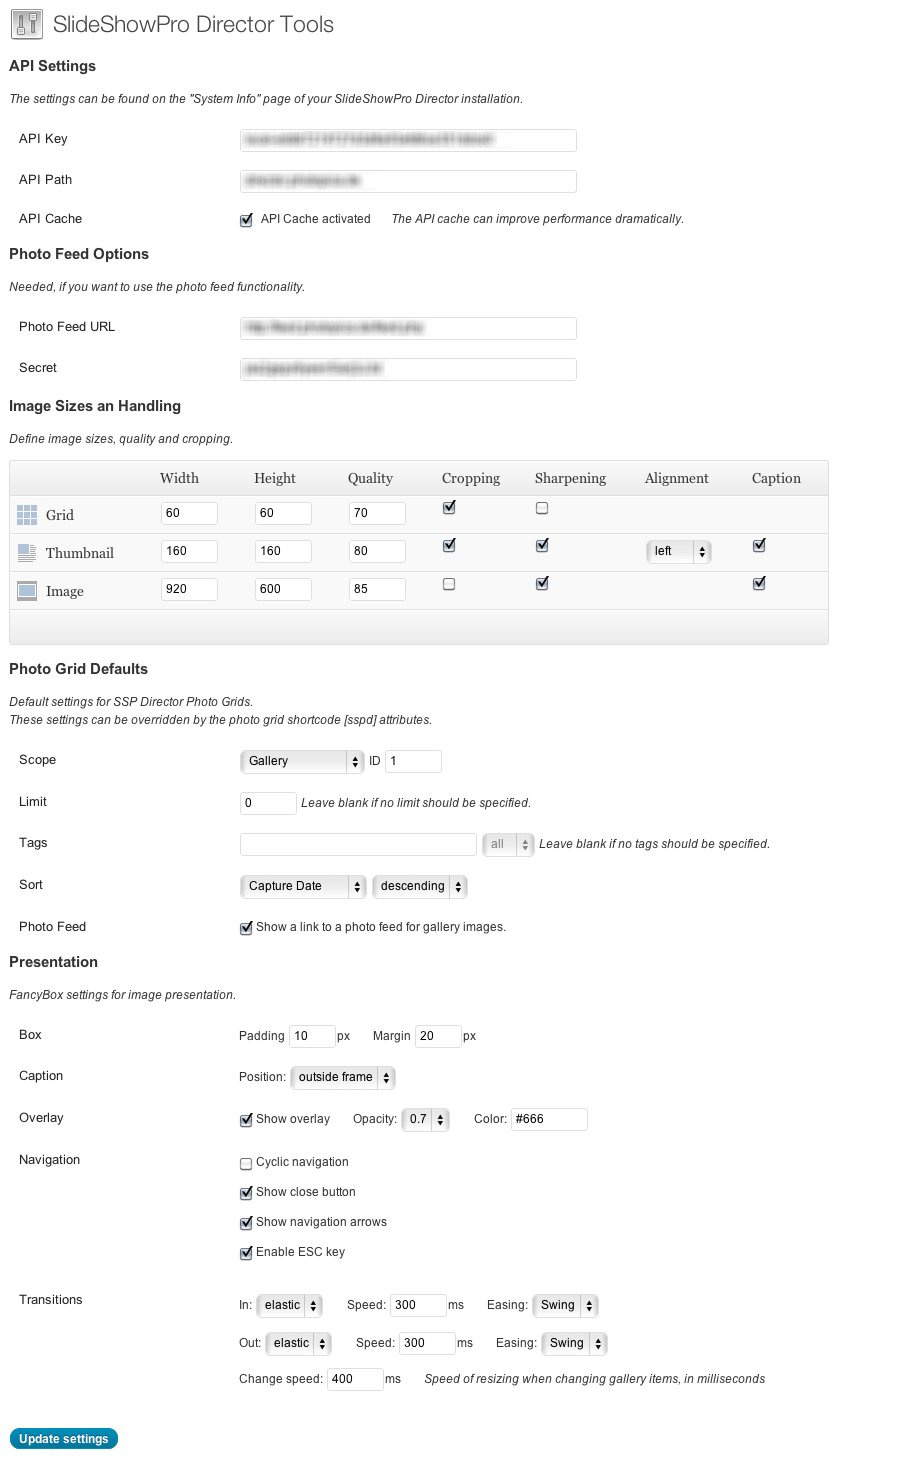 SlideShowPro Director Tools
API Settings
The settings can be found on the "System Info" page of your SlideShowPro Director installation.
API Key
API Path
API Cache API Cache activated The API cache can improve performance dramatically.
Photo Feed Options
Needed, if you want to use the photo feed functionality.
Photo Feed URL
Secret
Image Sizes an Handling
Define image sizes, quality and cropping.
Width Height Quality Cropping Sharpening Alignment Caption
Grid 60 60 70
Thumbnail 160 160 80 left
Image 920 600 85
Photo Grid Defaults
Default settings for SSP Director Photo Grids.
These settings can be overridden by the photo grid shortcode [sspd] attributes.
Scope Gallery ID 1
Limit 0 Leave blank if no limit should be specified.
Tags all Leave blank if no tags should be specified.
Sort Capture Date descending
Photo Feed Show a link to a photo feed for gallery images.
Presentation
FancyBox settings for image presentation.
Box Padding 10 px Margin 20 px
Caption Position: outside frame
Overlay Show overlay Opacity: 0.7 Color: #666
Navigation Cyclic navigation
Show close button
Show navigation arrows
Enable ESC key
Transitions In: elastic Speed: 300 ms Easing: Swing
Out: elastic Speed: 300 ms Easing: Swing
Change speed: 400 ms Speed of resizing when changing gallery items, in milliseconds
Update settings